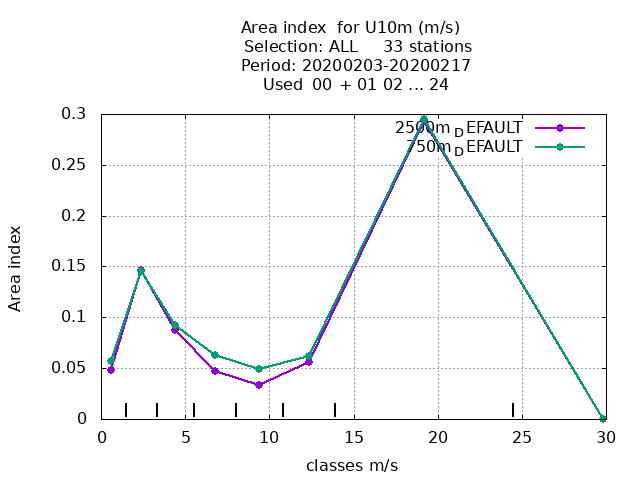 Area index  for U10m (m/s)
Selection: ALL     33 stations
Period: 20200203-20200217
Used  00 + 01 02 ... 24
0.3
0.25
0.2
0.15
0.1
0.05
0
Area index
2500mDEFAULT
750mDEFAULT
0 5 10 15 20 25 30
classes m/s